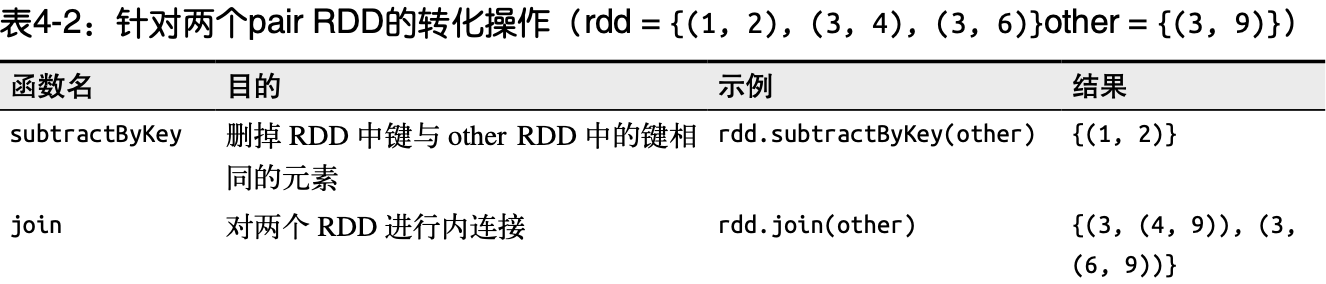 表4-2：针对两个pair RDD的转化操作（rdd = {(1, 2), (3, 4), (3, 6)}other = {(3, 9)}）
函数名 目的 示例 结果
subtractByKey 删掉 RDD 中键与 other RDD 中的键相 rdd.subtractByKey(other) {(1, 2)}
同的元素
join 对两个 RDD 进行内连接 rdd.join(other) {(3, (4, 9)), (3,
(6, 9))}